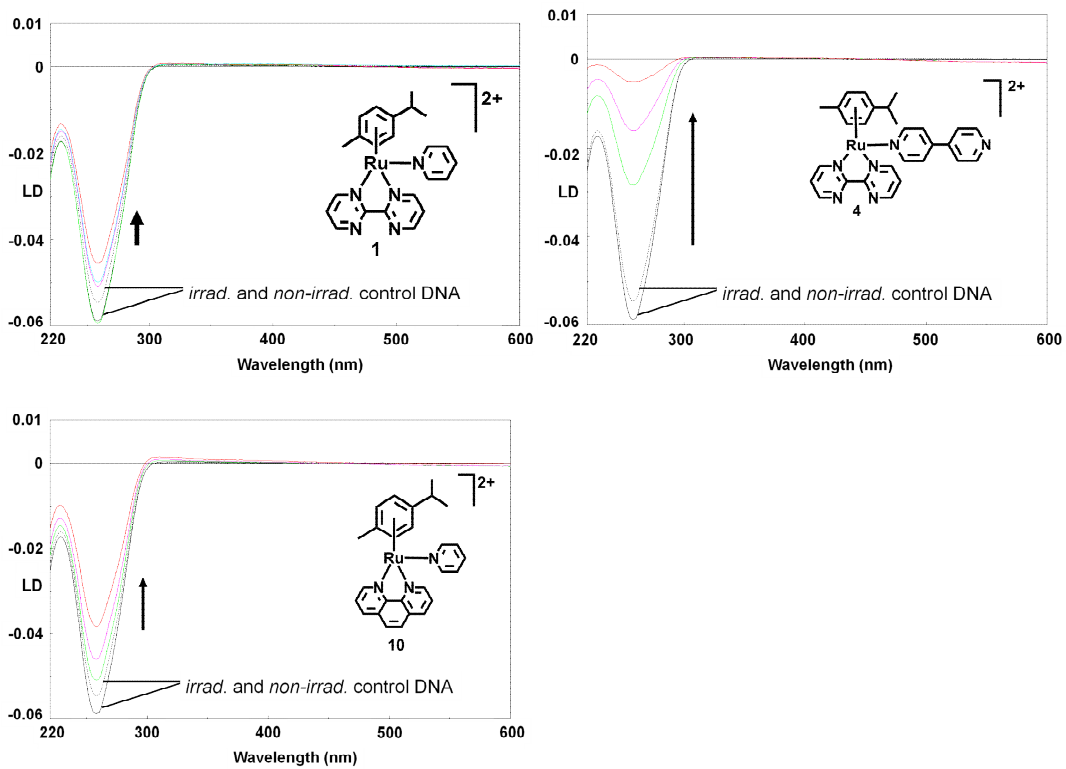 0.01
0
-0.02
LD
-0.04
-0.06
220
300
400
500
600
Wavelength (nm)
2+
Ru
N
N
N
N
N
1
irrad. and non-irrad. control DNA
0.01
0
-0.02
LD
-0.04
-0.06
220
300
400
500
600
Wavelength (nm)
2+
Ru
N
N
N
N
N
N
4
irrad. and non-irrad. control DNA
0.01
0
-0.02
LD
-0.04
-0.06
220
300
400
500
600
Wavelength (nm)
2+
Ru
N
N
N
10
irrad. and non-irrad. control DNA